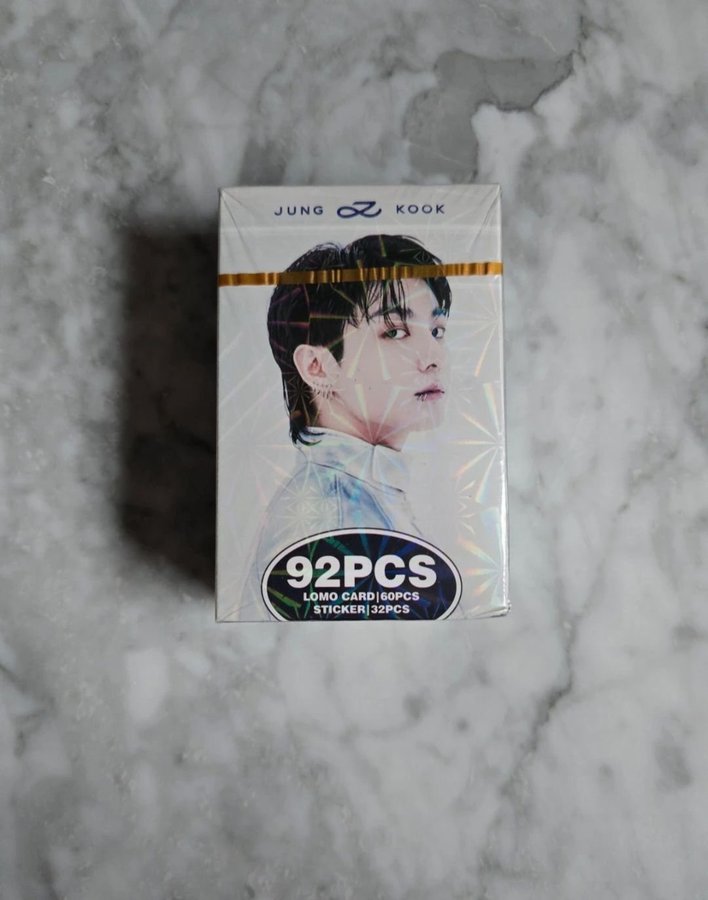 JUNG KOOK
92PCS
LOMO CARD|60PCS
STICKER|32PCS